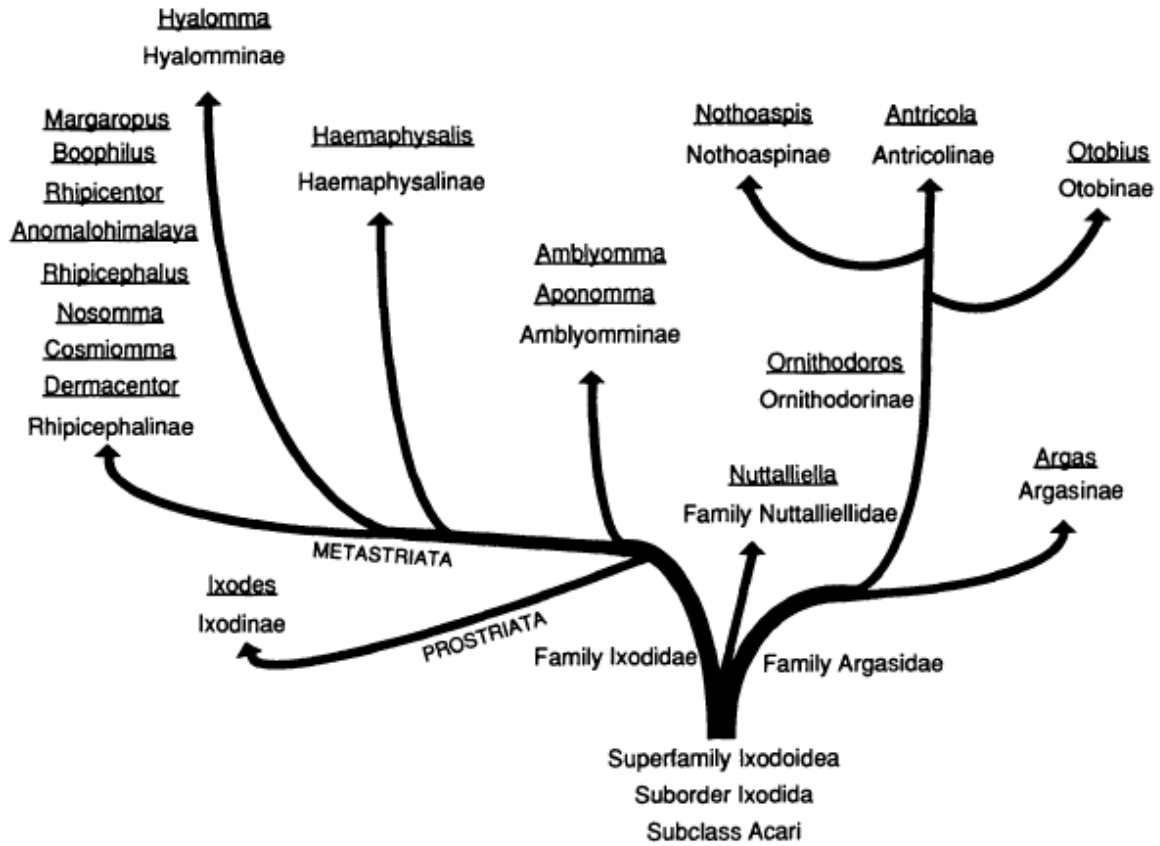 Hyalomma
Hyalomminae
Margaropus
Boophilus
Rhipicentor
Anomalohimalaya
Rhipicephalus
Nosomma
Cosmiomma
Dermacentor
Rhipicephalinae
Haemaphysalis
Haemaphysalinae
Amblyomma
Aponomma
Amblyomminae
Nothoaspis
Nothoaspinae
Antricola
Antricolinae
Otobius
Otobinae
Ornithodoros
Ornithodorinae
Nuttalliella
Family Nuttalliellidae
Argas
Argasinae
METASTRIATA
Ixodes
Ixodinae
PROSTRIATA
Family Ixodidae
Family Argasidae
Superfamily Ixodoidea
Suborder Ixodida
Subclass Acari